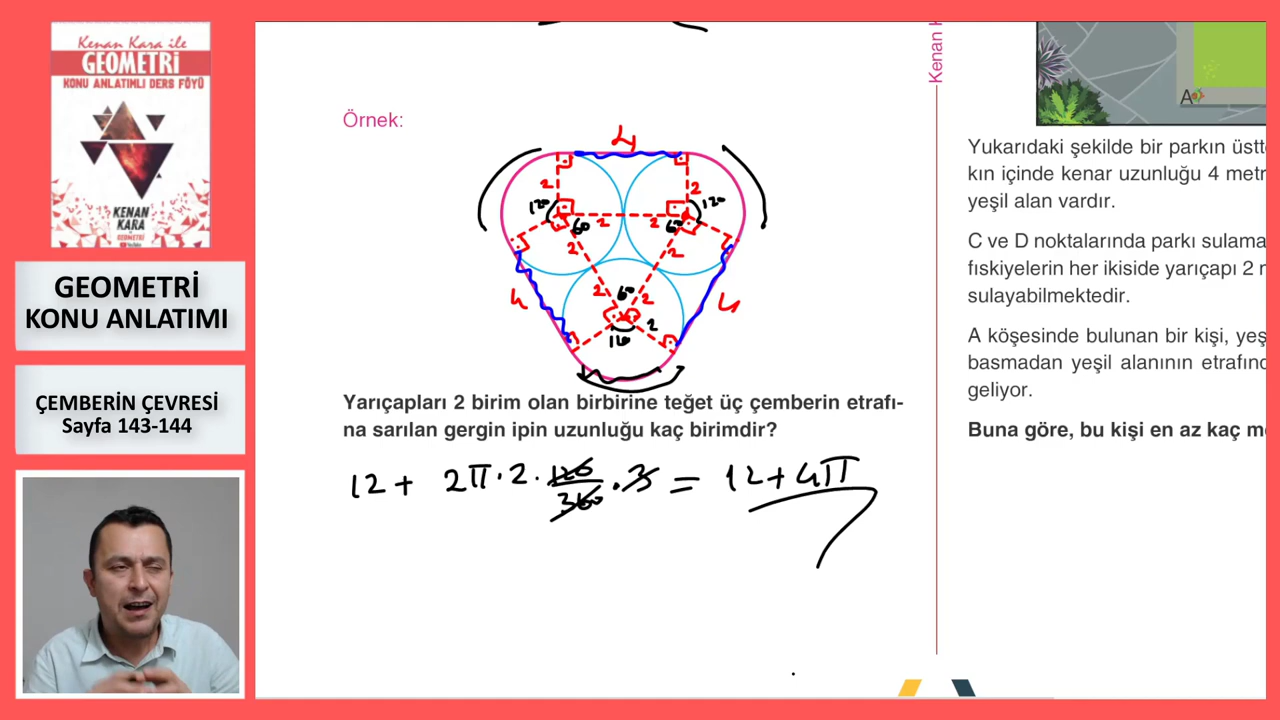 Kenan Kara ile
GEOMETRİ
KONU ANLATIMLI DERS FÖYÜ
KENAN
KARA
GEOMETRİ
GEOMETRİ
KONU ANLATIMI
ÇEMBERİN ÇEVRESİ
Sayfa 143-144
Örnek:
4
2
2
120
120
60
2
2
60
2
2
4
2
60
2
4
2
Yarıçapları 2 birim olan birbirine teğet üç çemberin etrafı-
na sarılan gergin ipin uzunluğu kaç birimdir?
12 + 2π · 2 · 120/360 · 3 = 12 + 4π
Kenan
A
Yukarıdaki şekilde bir parkın üstt
kın içinde kenar uzunluğu 4 metr
yeşil alan vardır.
C ve D noktalarında parkı sulama
fıskiyelerin her ikiside yarıçapı 2
sulayabilmektedir.
A köşesinde bulunan bir kişi, yeş
basmadan yeşil alanının etrafınd
geliyor.
Buna göre, bu kişi en az kaç me